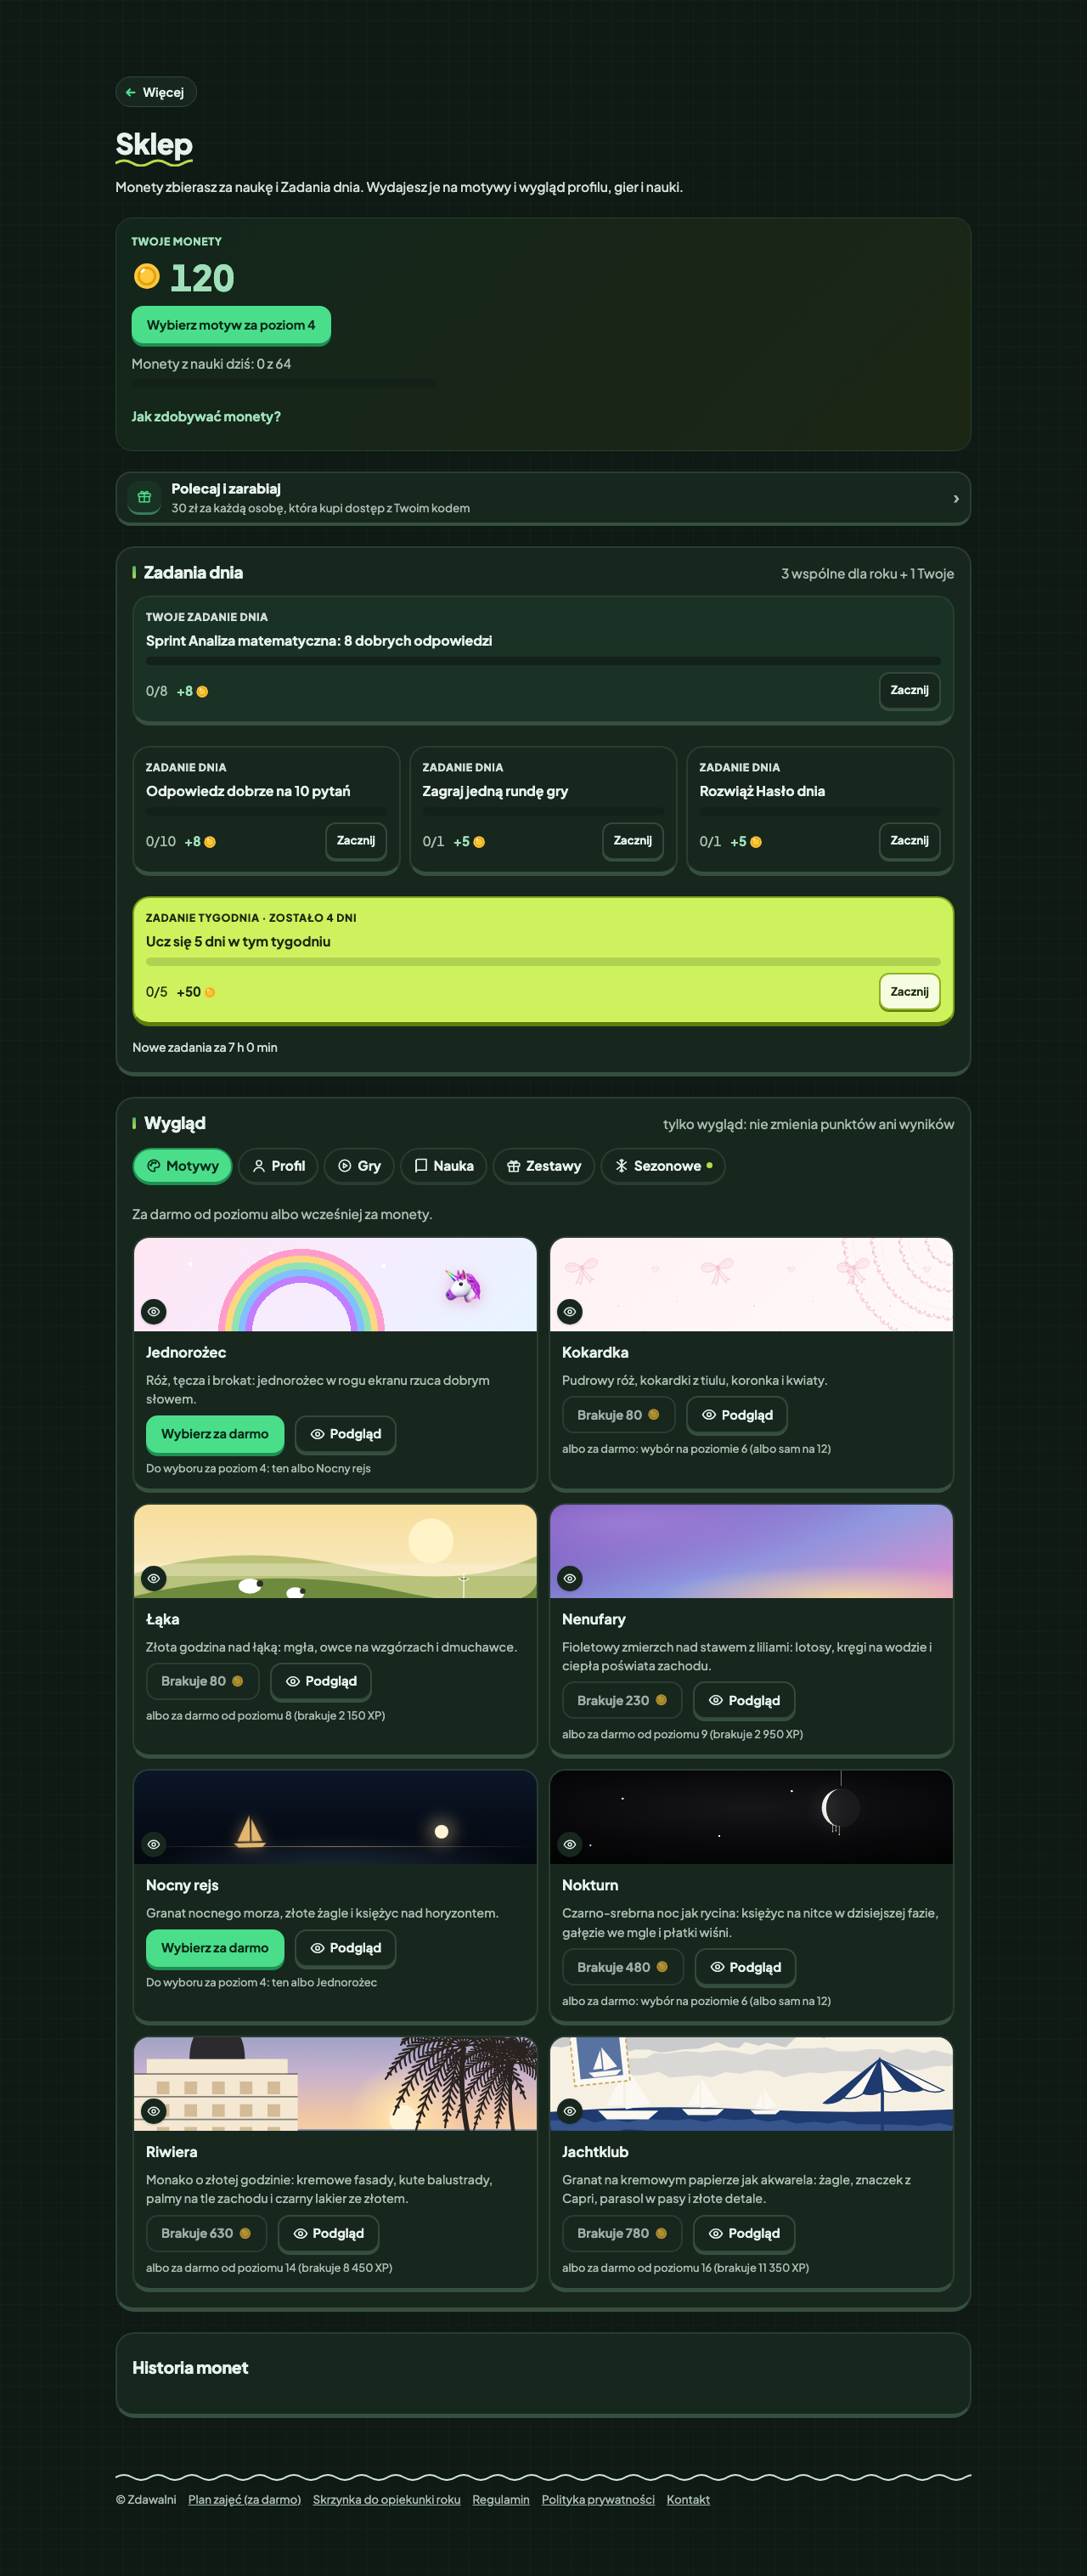 Więcej
Sklep
Monety zbierasz za naukę i Zadania dnia. Wydajesz je na motywy i wygląd profilu, gier i nauki.
TWOJE MONETY
120
Wybierz motyw za poziom 4
Monety z nauki dziś: 0 z 64
Jak zdobywać monety?
Polecaj i zarabiaj
30 zł za każdą osobę, która kupi dostęp z Twoim kodem
Zadania dnia
3 wspólne dla roku + 1 Twoje
TWOJE ZADANIE DNIA
Sprint Analiza matematyczna: 8 dobrych odpowiedzi
0/8 +8
Zacznij
ZADANIE DNIA
Odpowiedz dobrze na 10 pytań
0/10 +8
Zacznij
ZADANIE DNIA
Zagraj jedną rundę gry
0/1 +5
Zacznij
ZADANIE DNIA
Rozwiąż Hasło dnia
0/1 +5
Zacznij
ZADANIE TYGODNIA · ZOSTAŁO 4 DNI
Ucz się 5 dni w tym tygodniu
0/5 +50
Zacznij
Nowe zadania za 7 h 0 min
Wygląd
tylko wygląd: nie zmienia punktów ani wyników
Motywy Profil Gry Nauka Zestawy Sezonowe
Za darmo od poziomu albo wcześniej za monety.
Jednorożec
Róż, tęcza i brokat: jednorożec w rogu ekranu rzuca dobrym
słowem.
Wybierz za darmo Podgląd
Do wyboru za poziom 4: ten albo Nocny rejs
Kokardka
Pudrowy róż, kokardki z tiulu, koronka i kwiaty.
Brakuje 80 Podgląd
albo za darmo: wybór na poziomie 6 (albo sam na 12)
Łąka
Złota godzina nad łąką: mgła, owce na wzgórzach i dmuchawce.
Brakuje 80 Podgląd
albo za darmo od poziomu 8 (brakuje 2 150 XP)
Nenufary
Fioletowy zmierzch nad stawem z liliami: lotosy, kręgi na wodzie i
ciepła poświata zachodu.
Brakuje 230 Podgląd
albo za darmo od poziomu 9 (brakuje 2 950 XP)
Nocny rejs
Granat nocnego morza, złote żagle i księżyc nad horyzontem.
Wybierz za darmo Podgląd
Do wyboru za poziom 4: ten albo Jednorożec
Nokturn
Czarno-srebrna noc jak rycina: księżyc na nitce w dzisiejszej fazie,
gałęzie we mgle i płatki wiśni.
Brakuje 480 Podgląd
albo za darmo: wybór na poziomie 6 (albo sam na 12)
Riwiera
Monako o złotej godzinie: kremowe fasady, kute balustrady,
palmy na tle zachodu i czarny lakier ze złotem.
Brakuje 630 Podgląd
albo za darmo od poziomu 14 (brakuje 8 450 XP)
Jachtklub
Granat na kremowym papierze jak akwarela: żagle, znaczek z
Capri, parasol w pasy i złote detale.
Brakuje 780 Podgląd
albo za darmo od poziomu 16 (brakuje 11 350 XP)
Historia monet
© Zdawalni Plan zajęć (za darmo) Skrzynka do opiekunki roku Regulamin Polityka prywatności Kontakt